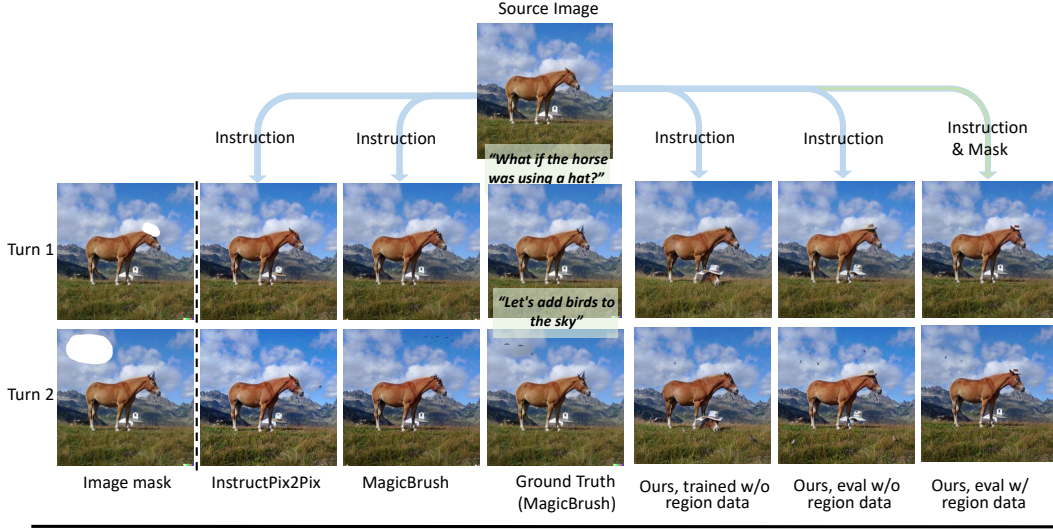 Source Image
Instruction
Instruction
Instruction
Instruction
Instruction
& Mask
"What if the horse
was using a hat?"
Turn 1
"Let's add birds to
the sky"
Turn 2
Image mask
InstructPix2Pix
MagicBrush
Ground Truth
(MagicBrush)
Ours, trained w/o
region data
Ours, eval w/o
region data
Ours, eval w/
region data